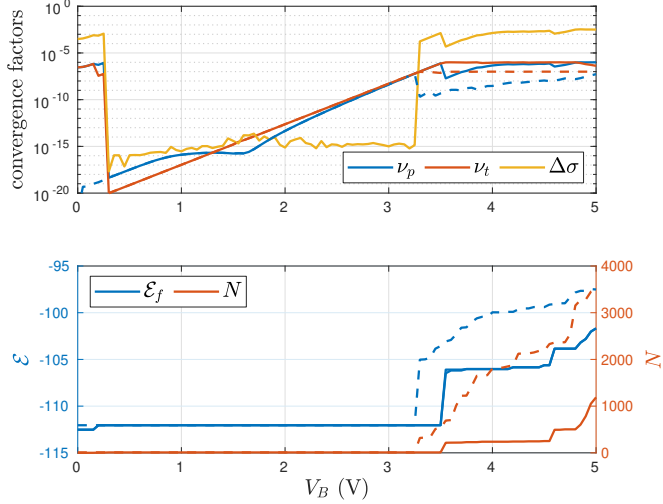 convergence factors
10^0
10^-5
10^-10
10^-15
10^-20
0 1 2 3 4 5
ν_p ν_t Δσ
ℰ
-95
-100
-105
-110
-115
ℰ_f N
4000
3000
2000
1000
0
N
0 1 2 3 4 5
V_B (V)